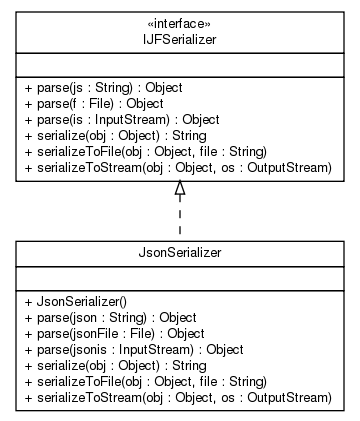 «interface»
IJFSerializer
+ parse(js : String) : Object
+ parse(f : File) : Object
+ parse(is : InputStream) : Object
+ serialize(obj : Object) : String
+ serializeToFile(obj : Object, file : String)
+ serializeToStream(obj : Object, os : OutputStream)
JsonSerializer
+ JsonSerializer()
+ parse(json : String) : Object
+ parse(jsonFile : File) : Object
+ parse(jsonis : InputStream) : Object
+ serialize(obj : Object) : String
+ serializeToFile(obj : Object, file : String)
+ serializeToStream(obj : Object, os : OutputStream)